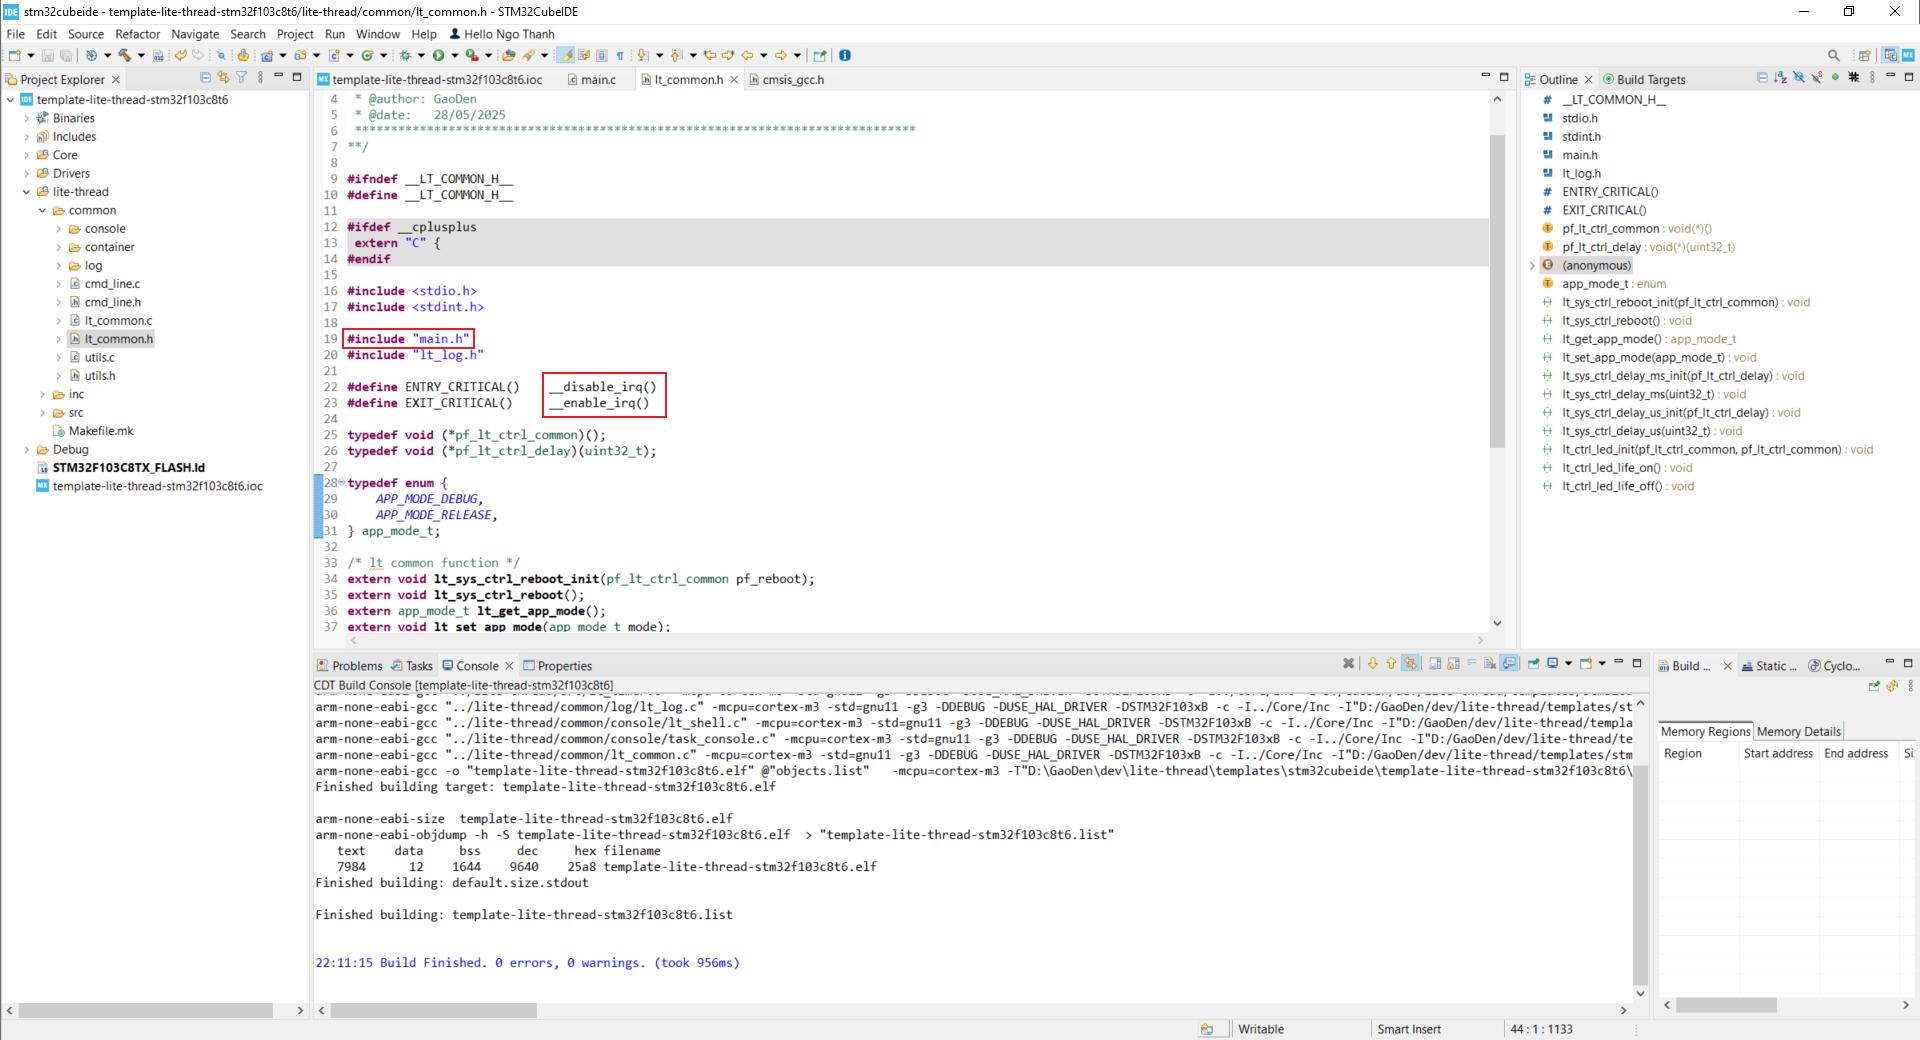 stm32cubeide - template-lite-thread-stm32f103c8t6/lite-thread/common/lt_common.h - STM32CubeIDE
File Edit Source Refactor Navigate Search Project Run Window Help Hello Ngo Thanh
Project Explorer
template-lite-thread-stm32f103c8t6
Binaries
Includes
Core
Drivers
lite-thread
common
console
container
log
cmd_line.c
cmd_line.h
lt_common.c
lt_common.h
utils.c
utils.h
inc
src
Makefile.mk
Debug
STM32F103C8TX_FLASH.ld
template-lite-thread-stm32f103c8t6.ioc
template-lite-thread-stm32f103c8t6.ioc main.c lt_common.h cmsis_gcc.h
4 * @author: GaoDen
5 * @date: 28/05/2025
6 ******************************************************************************
7 **/
8
9 #ifndef __LT_COMMON_H__
10 #define __LT_COMMON_H__
11
12 #ifdef __cplusplus
13 extern "C" {
14 #endif
15
16 #include <stdio.h>
17 #include <stdint.h>
18
19 #include "main.h"
20 #include "lt_log.h"
21
22 #define ENTRY_CRITICAL() __disable_irq()
23 #define EXIT_CRITICAL() __enable_irq()
24
25 typedef void (*pf_lt_ctrl_common)();
26 typedef void (*pf_lt_ctrl_delay)(uint32_t);
27
28 typedef enum {
29 APP_MODE_DEBUG,
30 APP_MODE_RELEASE,
31 } app_mode_t;
32
33 /* lt common function */
34 extern void lt_sys_ctrl_reboot_init(pf_lt_ctrl_common pf_reboot);
35 extern void lt_sys_ctrl_reboot();
36 extern app_mode_t lt_get_app_mode();
37 extern void lt_set_app_mode(app_mode_t mode);
Outline Build Targets
__LT_COMMON_H__
stdio.h
stdint.h
main.h
lt_log.h
ENTRY_CRITICAL()
EXIT_CRITICAL()
pf_lt_ctrl_common : void(*)()
pf_lt_ctrl_delay : void(*)(uint32_t)
(anonymous)
app_mode_t : enum
lt_sys_ctrl_reboot_init(pf_lt_ctrl_common) : void
lt_sys_ctrl_reboot() : void
lt_get_app_mode() : app_mode_t
lt_set_app_mode(app_mode_t) : void
lt_sys_ctrl_delay_ms_init(pf_lt_ctrl_delay) : void
lt_sys_ctrl_delay_ms(uint32_t) : void
lt_sys_ctrl_delay_us_init(pf_lt_ctrl_delay) : void
lt_sys_ctrl_delay_us(uint32_t) : void
lt_ctrl_led_init(pf_lt_ctrl_common, pf_lt_ctrl_common) : void
lt_ctrl_led_life_on() : void
lt_ctrl_led_life_off() : void
Problems Tasks Console Properties
CDT Build Console [template-lite-thread-stm32f103c8t6]
arm-none-eabi-gcc "../lite-thread/common/log/lt_log.c" -mcpu=cortex-m3 -std=gnu11 -g3 -DDEBUG -DUSE_HAL_DRIVER -DSTM32F103xB -c -I../Core/Inc -I"D:/GaoDen/dev/lite-thread/templates/st
arm-none-eabi-gcc "../lite-thread/common/console/lt_shell.c" -mcpu=cortex-m3 -std=gnu11 -g3 -DDEBUG -DUSE_HAL_DRIVER -DSTM32F103xB -c -I../Core/Inc -I"D:/GaoDen/dev/lite-thread/templa
arm-none-eabi-gcc "../lite-thread/common/console/task_console.c" -mcpu=cortex-m3 -std=gnu11 -g3 -DDEBUG -DUSE_HAL_DRIVER -DSTM32F103xB -c -I../Core/Inc -I"D:/GaoDen/dev/lite-thread/te
arm-none-eabi-gcc "../lite-thread/common/lt_common.c" -mcpu=cortex-m3 -std=gnu11 -g3 -DDEBUG -DUSE_HAL_DRIVER -DSTM32F103xB -c -I../Core/Inc -I"D:/GaoDen/dev/lite-thread/templates/stm
arm-none-eabi-gcc -o "template-lite-thread-stm32f103c8t6.elf" @"objects.list" -mcpu=cortex-m3 -T"D:\GaoDen\dev\lite-thread\templates\stm32cubeide\template-lite-thread-stm32f103c8t6\
Finished building target: template-lite-thread-stm32f103c8t6.elf
arm-none-eabi-size template-lite-thread-stm32f103c8t6.elf
arm-none-eabi-objdump -h -S template-lite-thread-stm32f103c8t6.elf > "template-lite-thread-stm32f103c8t6.list"
text data bss dec hex filename
7984 12 1644 9640 25a8 template-lite-thread-stm32f103c8t6.elf
Finished building: default.size.stdout
Finished building: template-lite-thread-stm32f103c8t6.list
22:11:15 Build Finished. 0 errors, 0 warnings. (took 956ms)
Build ... Static ... Cyclo...
Memory Regions Memory Details
Region Start address End address Si
Writable Smart Insert 44 : 1 : 1133